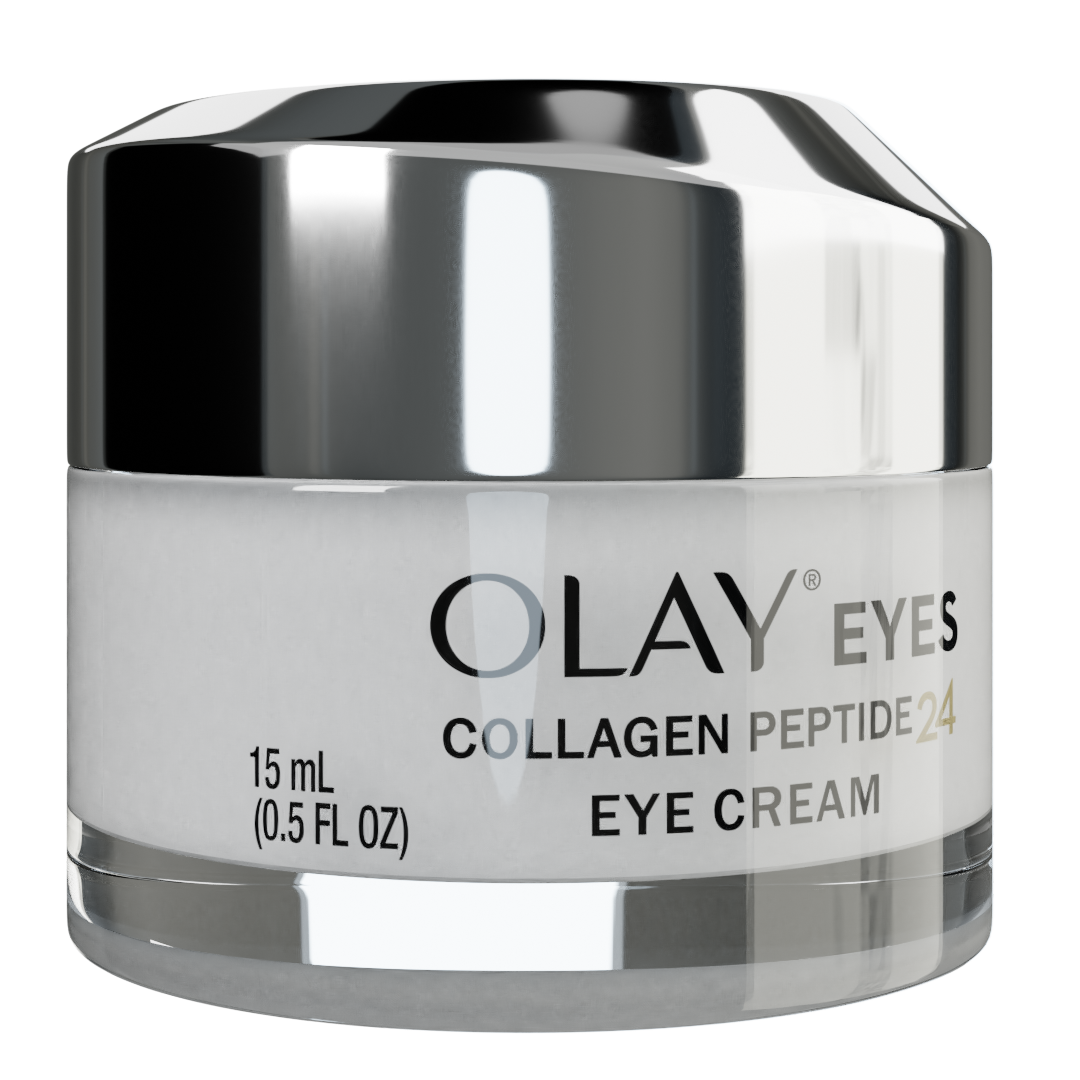 OLAY® EYES
COLLAGEN PEPTIDE24
EYE CREAM
15 mL
(0.5 FL OZ)